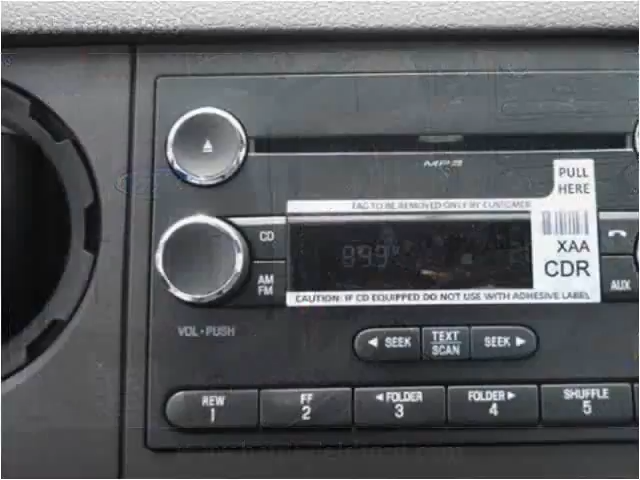 MP3
PULL
HERE
TAG TO BE REMOVED ONLY BY CUSTOMER
XAA
CDR
CD
AM
FM
AUX
CAUTION: IF CD EQUIPPED DO NOT USE WITH ADHESIVE LABEL
VOL • PUSH
◄ SEEK
TEXT
SCAN
SEEK ►
REW
1
FF
2
◄ FOLDER
3
FOLDER ►
4
SHUFFLE
5